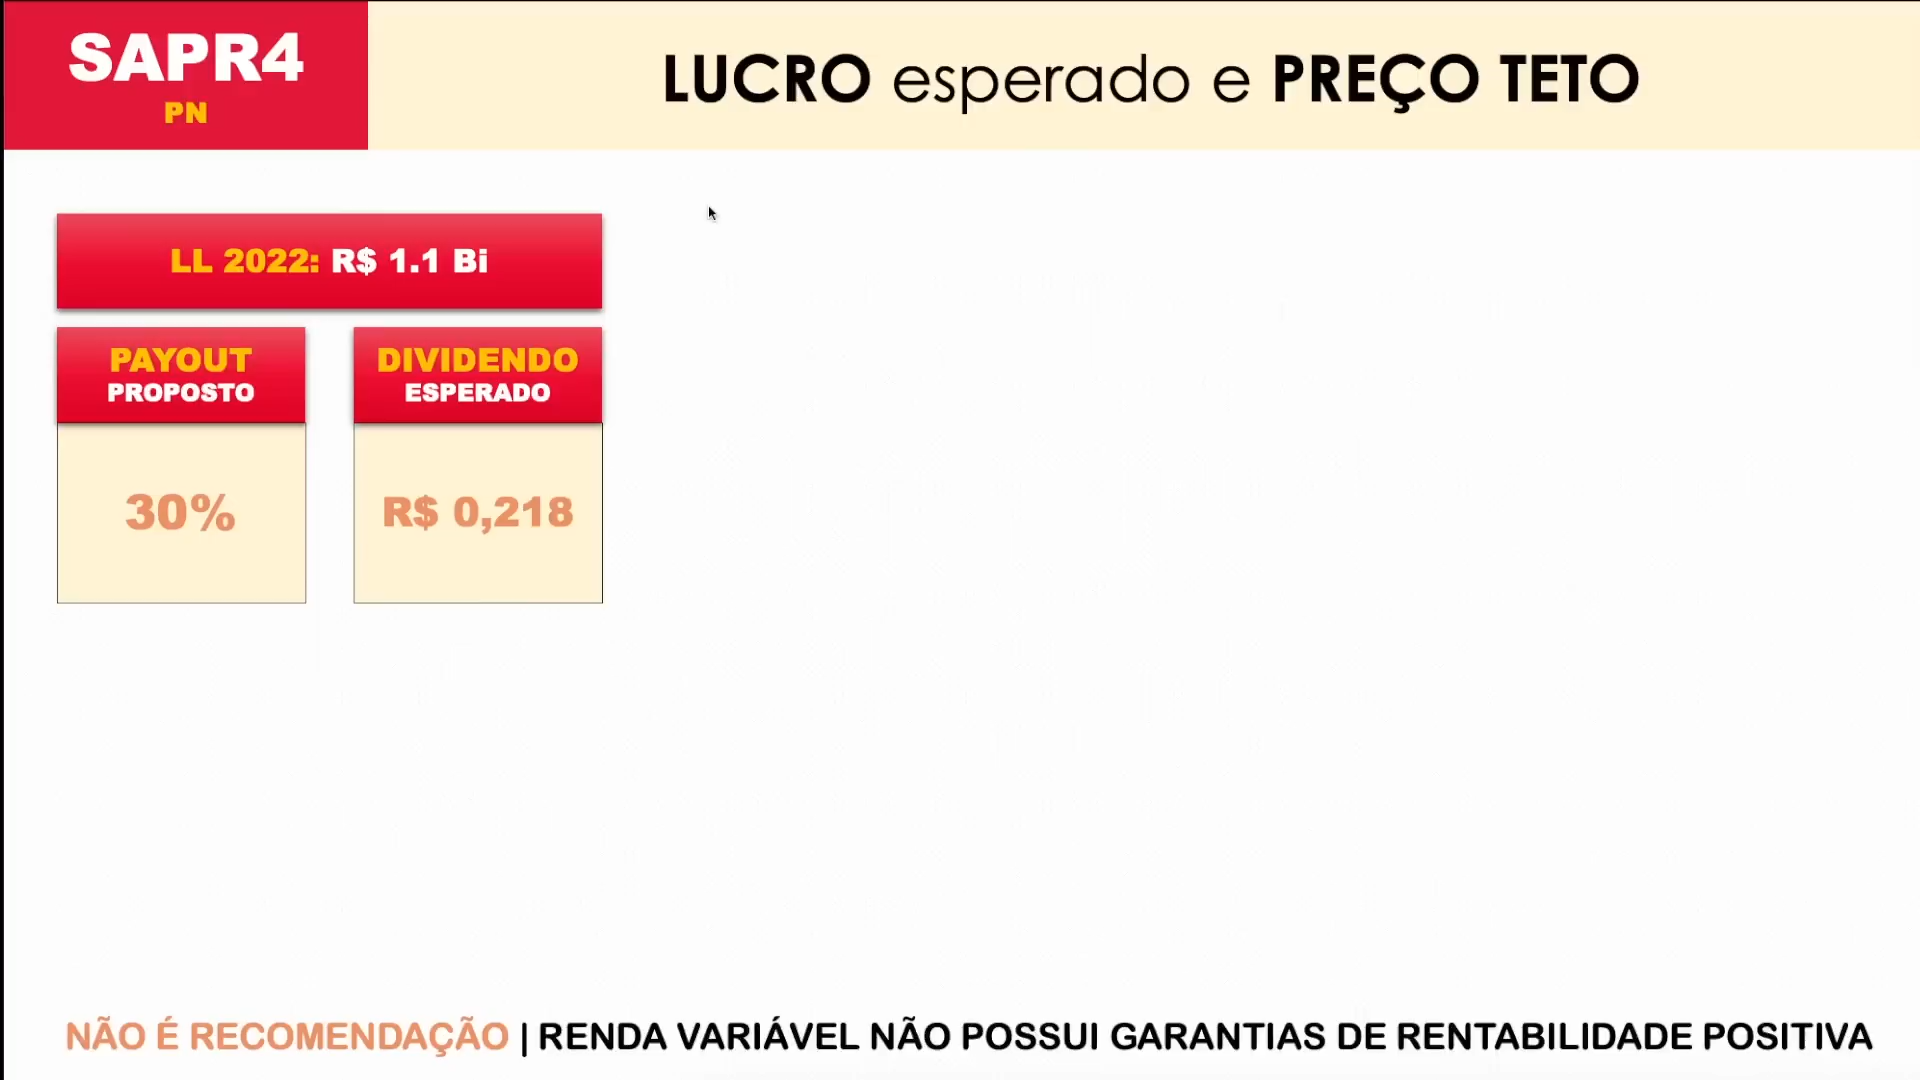 SAPR4
PN
LUCRO esperado e PREÇO TETO
LL 2022: R$ 1.1 Bi
PAYOUT
PROPOSTO
30%
DIVIDENDO
ESPERADO
R$ 0,218
NÃO É RECOMENDAÇÃO | RENDA VARIÁVEL NÃO POSSUI GARANTIAS DE RENTABILIDADE POSITIVA